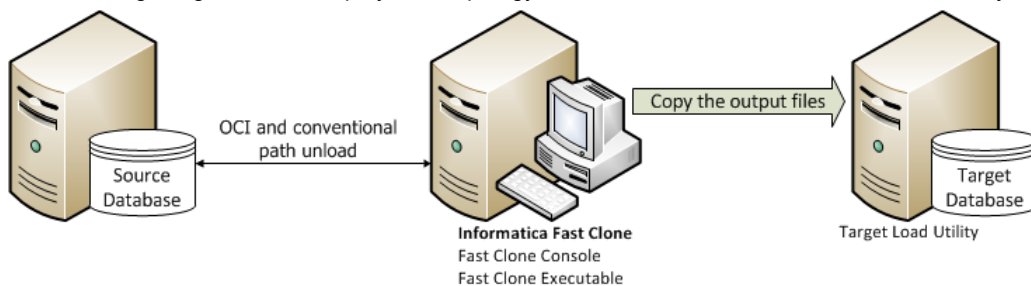 OCI and conventional
path unload
Source
Database
Copy the output files
Target
Database
Informatica Fast Clone
Fast Clone Console
Fast Clone Executable
Target Load Utility